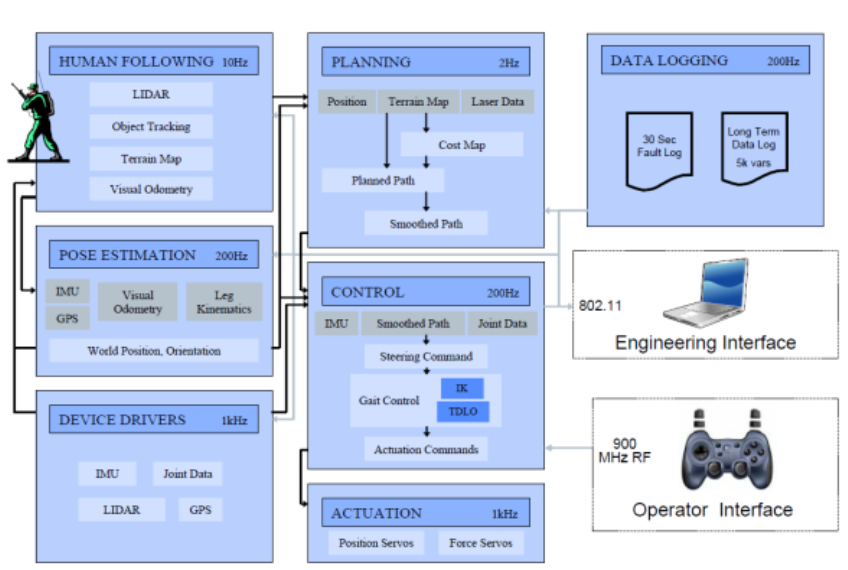 HUMAN FOLLOWING 10Hz
LIDAR
Object Tracking
Terrain Map
Visual Odometry
POSE ESTIMATION 200Hz
IMU
GPS
Visual
Odometry
Leg
Kinematics
World Position, Orientation
DEVICE DRIVERS 1kHz
IMU
Joint Data
LIDAR
GPS
PLANNING 2Hz
Position
Terrain Map
Laser Data
Cost Map
Planned Path
Smoothed Path
CONTROL 200Hz
IMU
Smoothed Path
Joint Data
Steering Command
Gait Control
IK
TDLO
Actuation Commands
ACTUATION 1kHz
Position Servos
Force Servos
DATA LOGGING 200Hz
30 Sec
Fault Log
Long Term
Data Log
5k vars
802.11
Engineering Interface
900
MHz RF
Operator Interface